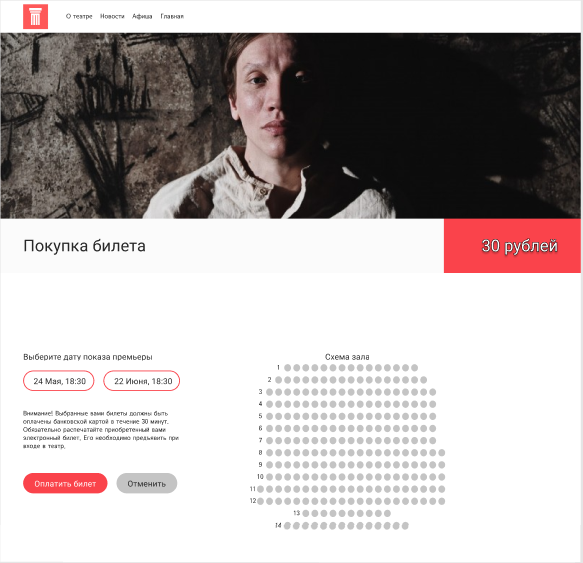 О театре Новости Афиша Главная
Покупка билета
30 рублей
Выберите дату показа премьеры
24 Мая, 18:30
22 Июня, 18:30
Внимание! Выбранные вами билеты должны быть
оплачены банковской картой в течение 30 минут.
Обязательно распечатайте приобретенный вами
электронный билет. Его необходимо предъявить при
входе в театр.
Оплатить билет
Отменить
Схема зала
1
2
3
4
5
6
7
8
9
10
11
12
13
14